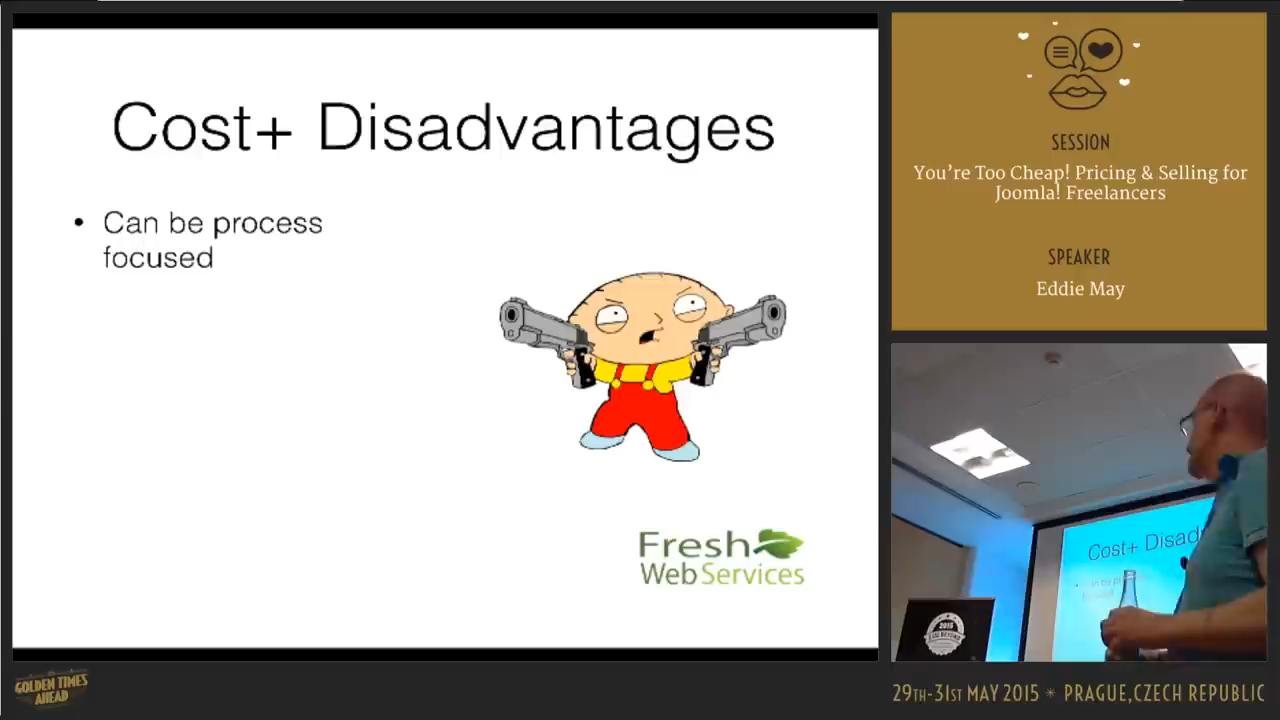 Cost+ Disadvantages
• Can be process
focused
Fresh
WebServices
SESSION
You're Too Cheap! Pricing & Selling for
Joomla! Freelancers
SPEAKER
Eddie May
Cost+ Disad
2015
GOLDEN TIMES
AHEAD
29TH-31ST MAY 2015 * PRAGUE,CZECH REPUBLIC